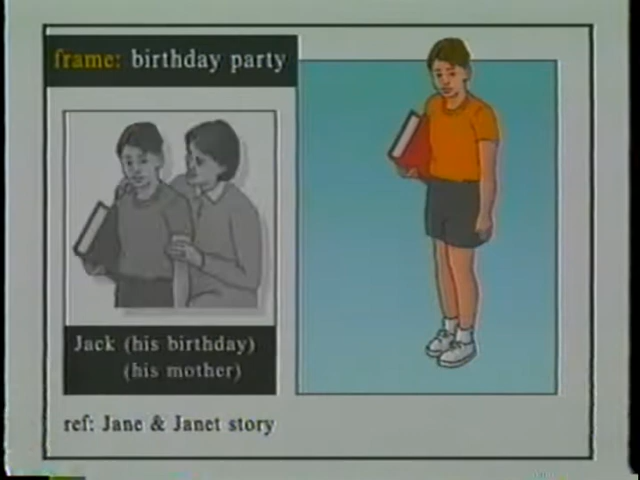 frame: birthday party
Jack (his birthday)
(his mother)
ref: Jane & Janet story